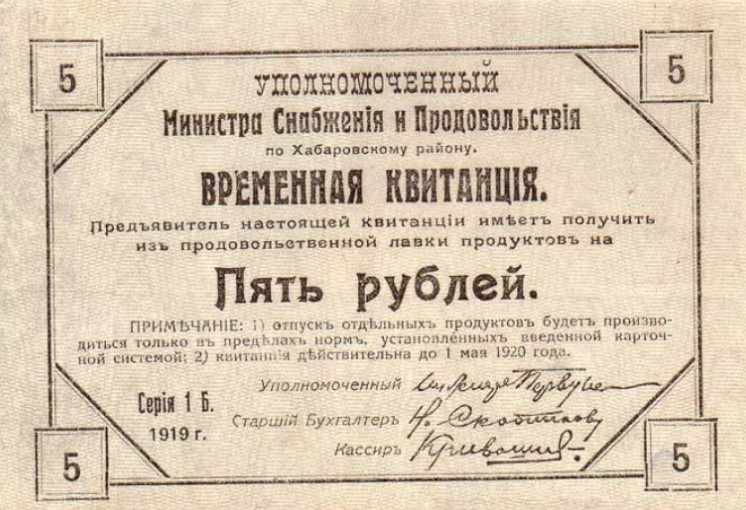 5
5
УПОЛНОМОЧЕННЫЙ
Министра Снабженія и Продовольствія
по Хабаровскому району.
ВРЕМЕННАЯ КВИТАНЦІЯ.
Предъявитель настоящей квитанціи имѣетъ получить
изъ продовольственной лавки продуктовъ на
Пять рублей.
ПРИМѢЧАНІЕ: 1) отпускъ отдѣльныхъ продуктовъ будетъ произво-
диться только въ предѣлахъ нормъ, установленныхъ введенной карточ-
ной системой; 2) квитанція дѣйствительна до 1 мая 1920 года.
Уполномоченный
Серія 1 Б.
Старшій Бухгалтеръ
1919 г.
Кассиръ
5
5